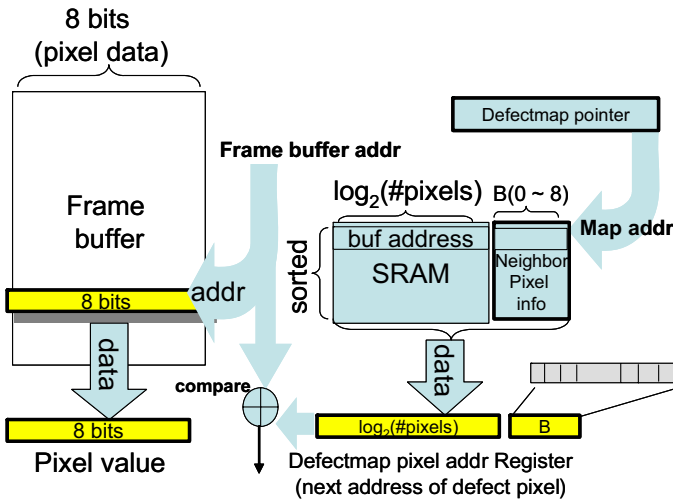 8 bits
(pixel data)
Defectmap pointer
Frame buffer addr
log2(#pixels)
B(0 ~ 8)
Map addr
Frame
buffer
buf address
SRAM
sorted
Neighbor
Pixel
info
addr
8 bits
data
data
compare
8 bits
log2(#pixels)
B
Pixel value
Defectmap pixel addr Register
(next address of defect pixel)